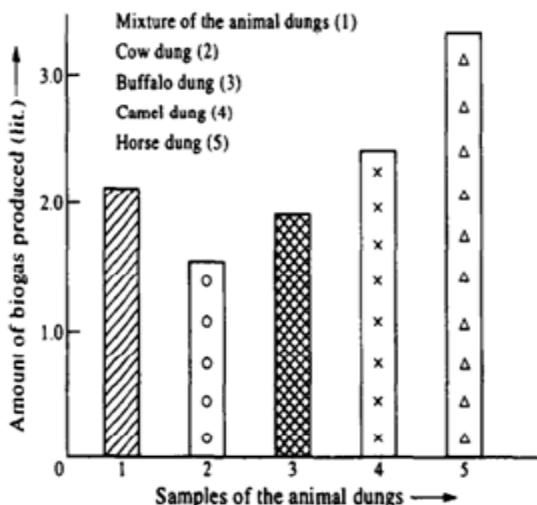 Mixture of the animal dungs (1)
Cow dung (2)
Buffalo dung (3)
Camel dung (4)
Horse dung (5)
Amount of biogas produced (lit.)
3.0
2.0
1.0
0
1 2 3 4 5
Samples of the animal dungs